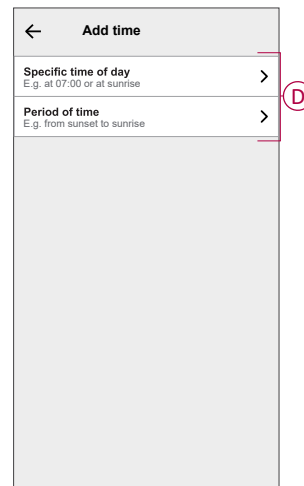 Add time
Specific time of day
E.g. at 07:00 or at sunrise
D
Period of time
E.g. from sunset to sunrise